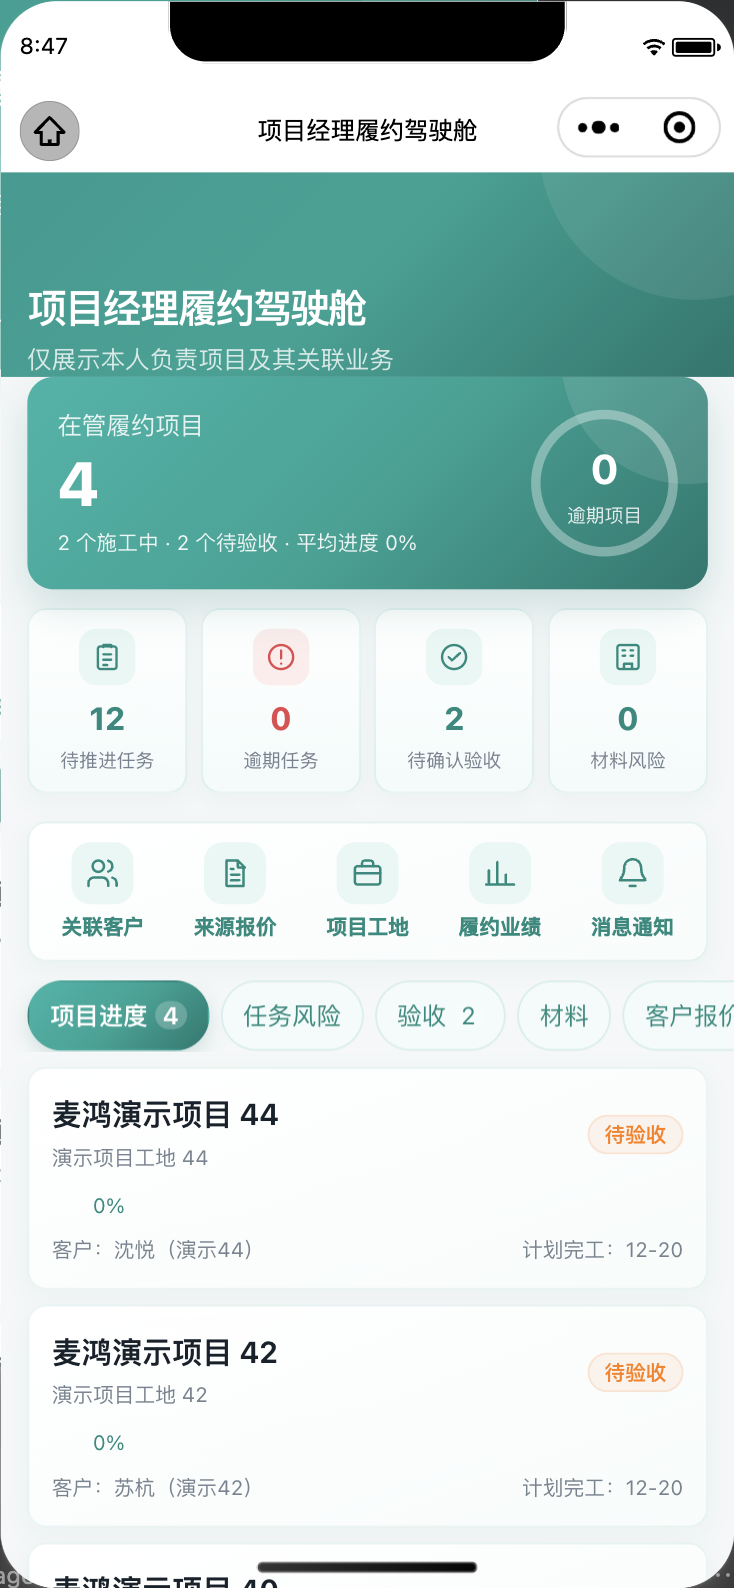 8:47
项目经理履约驾驶舱
项目经理履约驾驶舱
仅展示本人负责项目及其关联业务
在管履约项目
4
2 个施工中 · 2 个待验收 · 平均进度 0%
0
逾期项目
12
待推进任务
0
逾期任务
2
待确认验收
0
材料风险
关联客户
来源报价
项目工地
履约业绩
消息通知
项目进度 4
任务风险
验收 2
材料
客户报价
麦鸿演示项目 44
待验收
演示项目工地 44
0%
客户：沈悦（演示44）
计划完工：12-20
麦鸿演示项目 42
待验收
演示项目工地 42
0%
客户：苏杭（演示42）
计划完工：12-20